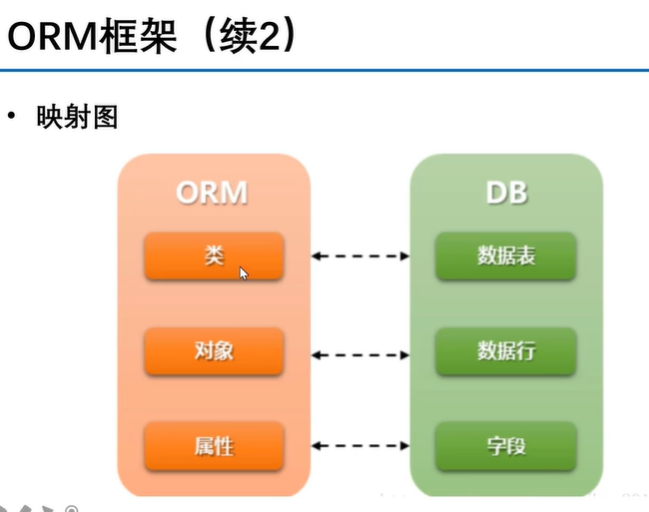 ORM框架（续2）
• 映射图
ORM
DB
类
数据表
对象
数据行
属性
字段